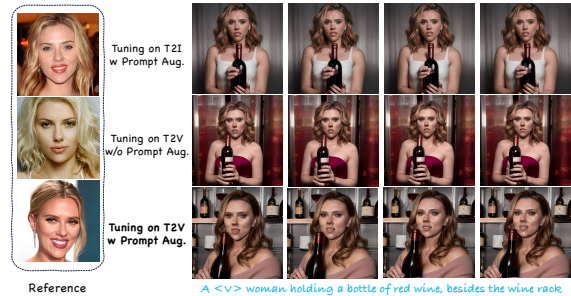 Tuning on T2I
w Prompt Aug.
Tuning on T2V
w/o Prompt Aug.
Tuning on T2V
w Prompt Aug.
Reference
A <V> woman holding a bottle of red wine, besides the wine rack